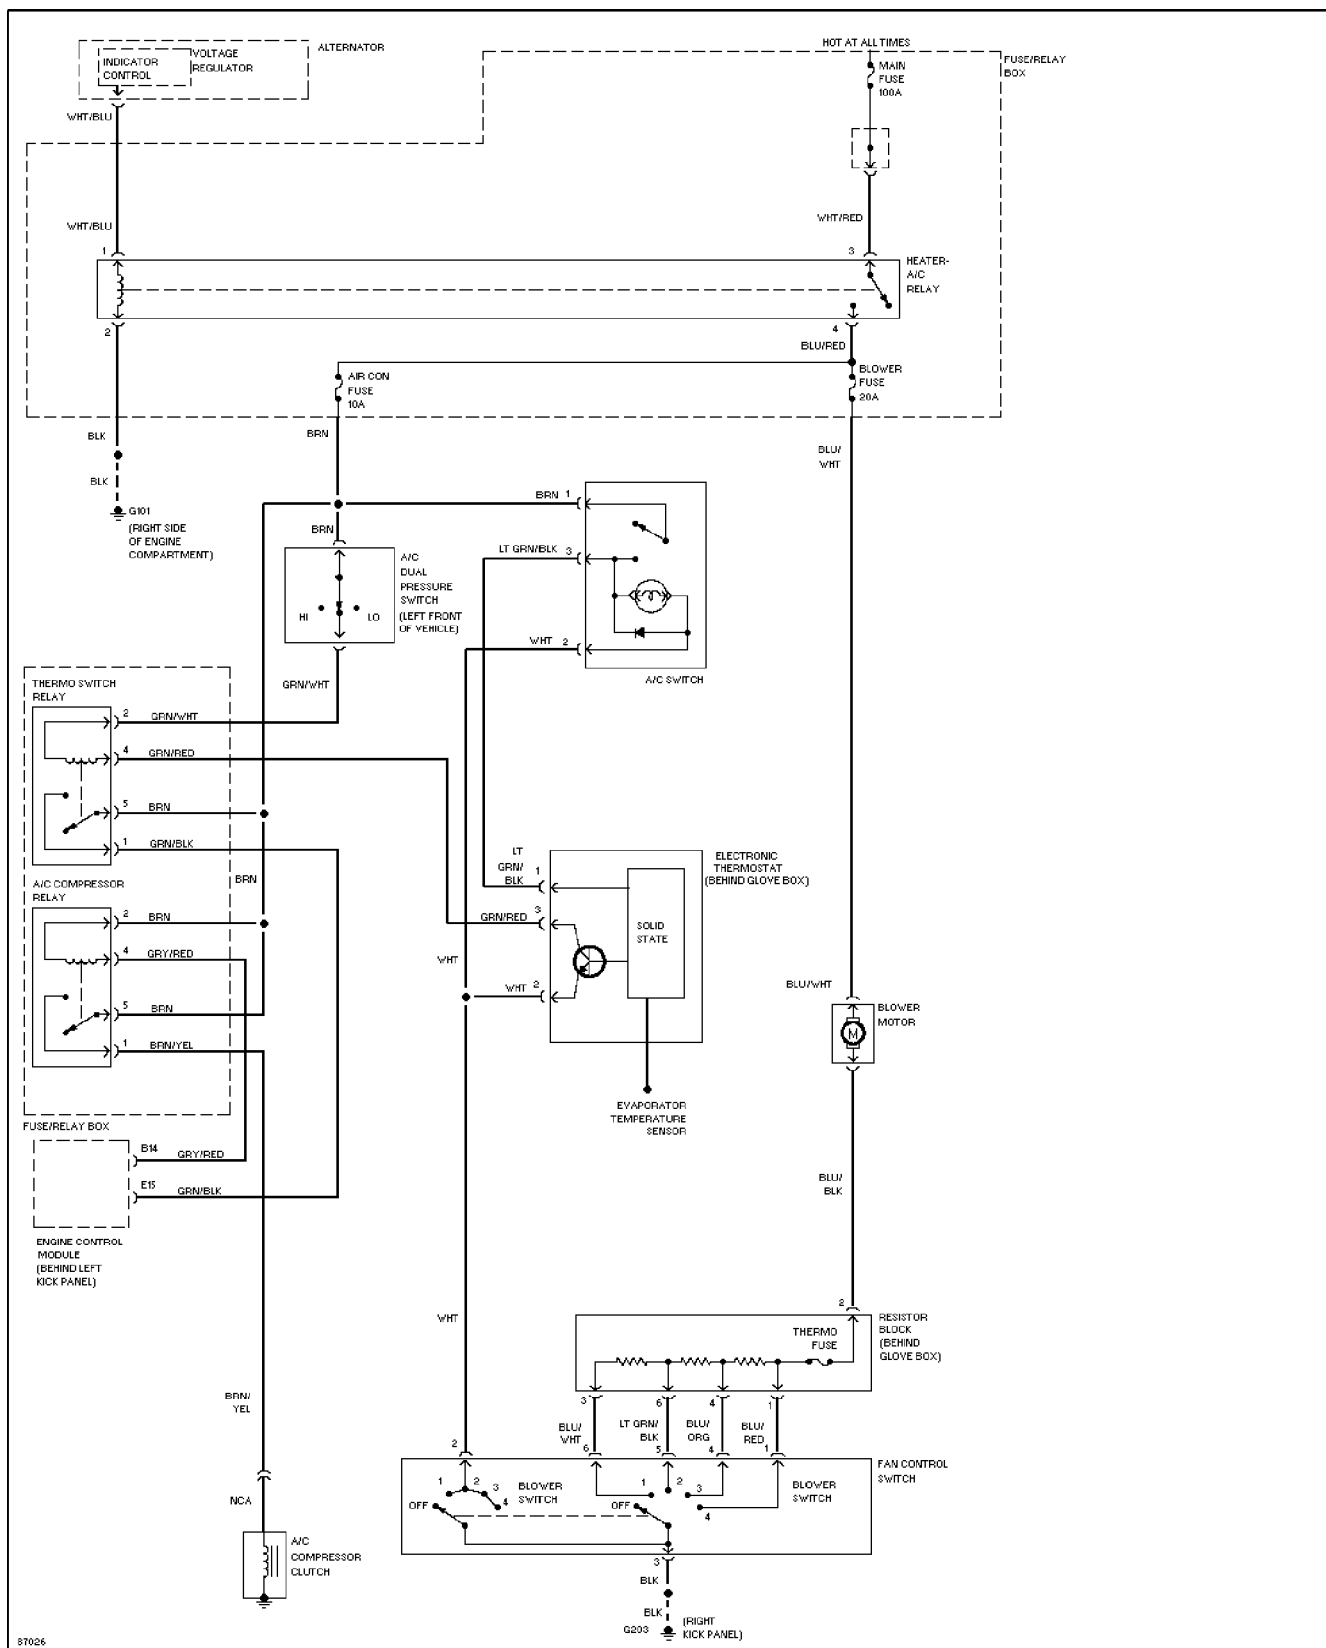 ALTERNATOR
INDICATOR
CONTROL
VOLTAGE
REGULATOR
WHT/BLU
HOT AT ALL TIMES
MAIN
FUSE
100A
FUSE/RELAY
BOX
WHT/BLU
WHT/RED
1
3
HEATER-
A/C
RELAY
2
4
BLU/RED
AIR CON
FUSE
10A
BLOWER
FUSE
20A
BLK
BRN
BLU/
WHT
BLK
G101
(RIGHT SIDE
OF ENGINE
COMPARTMENT)
BRN
BRN 1
LT GRN/BLK 3
WHT 2
A/C SWITCH
A/C
DUAL
PRESSURE
SWITCH
(LEFT FRONT
OF VEHICLE)
HI
LO
GRN/WHT
THERMO SWITCH
RELAY
2 GRN/WHT
4 GRN/RED
5 BRN
1 GRN/BLK
A/C COMPRESSOR
RELAY
BRN
2 BRN
4 GRY/RED
5 BRN
1 BRN/YEL
FUSE/RELAY BOX
LT
GRN/
BLK
1
GRN/RED 3
WHT 2
WHT
SOLID
STATE
ELECTRONIC
THERMOSTAT
(BEHIND GLOVE BOX)
EVAPORATOR
TEMPERATURE
SENSOR
BLU/WHT
BLOWER
MOTOR
M
BLU/
BLK
B14
GRY/RED
E15
GRN/BLK
ENGINE CONTROL
MODULE
(BEHIND LEFT
KICK PANEL)
WHT
2
THERMO
FUSE
RESISTOR
BLOCK
(BEHIND
GLOVE BOX)
3
6
4
1
BLU/
WHT
LT GRN/
BLK
BLU/
ORG
BLU/
RED
2
6
5
4
1
BRN/
YEL
FAN CONTROL
SWITCH
1
2
3
4
OFF
BLOWER
SWITCH
1
2
3
4
OFF
BLOWER
SWITCH
NCA
A/C
COMPRESSOR
CLUTCH
3
BLK
BLK
G203
(RIGHT
KICK PANEL)
87026